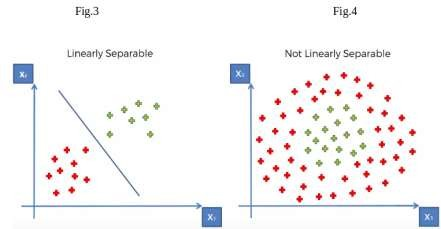 Fig.3
Fig.4
Linearly Separable
Not Linearly Separable
X₂
X₂
X₁
X₁